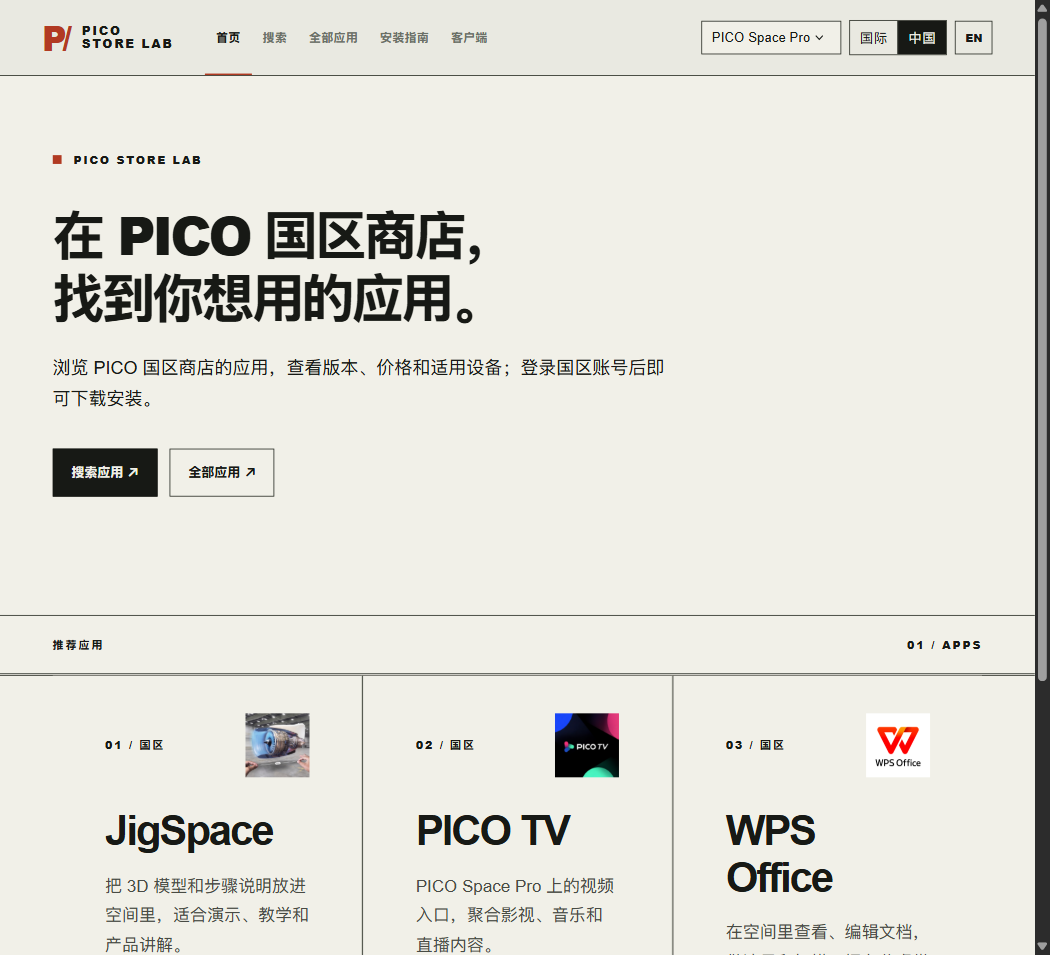 P/ PICO
STORE LAB
首页 搜索 全部应用 安装指南 客户端
PICO Space Pro
国际 中国
EN
PICO STORE LAB
在 PICO 国区商店，
找到你想用的应用。
浏览 PICO 国区商店的应用，查看版本、价格和适用设备；登录国区账号后即
可下载安装。
搜索应用 ↗
全部应用 ↗
推荐应用
01 / APPS
01 / 国区
JigSpace
把 3D 模型和步骤说明放进
空间里，适合演示、教学和
产品讲解。
02 / 国区
PICO TV
PICO TV
PICO Space Pro 上的视频
入口，聚合影视、音乐和
直播内容。
03 / 国区
WPS Office
WPS
Office
在空间里查看、编辑文档，